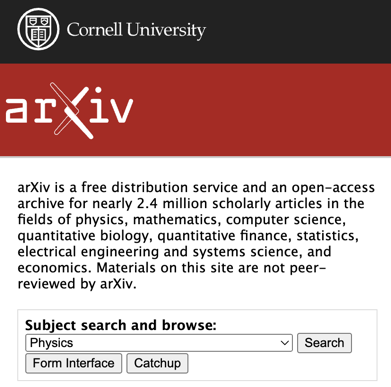 Cornell University
arXiv
arXiv is a free distribution service and an open-access
archive for nearly 2.4 million scholarly articles in the
fields of physics, mathematics, computer science,
quantitative biology, quantitative finance, statistics,
electrical engineering and systems science, and
economics. Materials on this site are not peer-
reviewed by arXiv.
Subject search and browse:
Physics Search
Form Interface Catchup